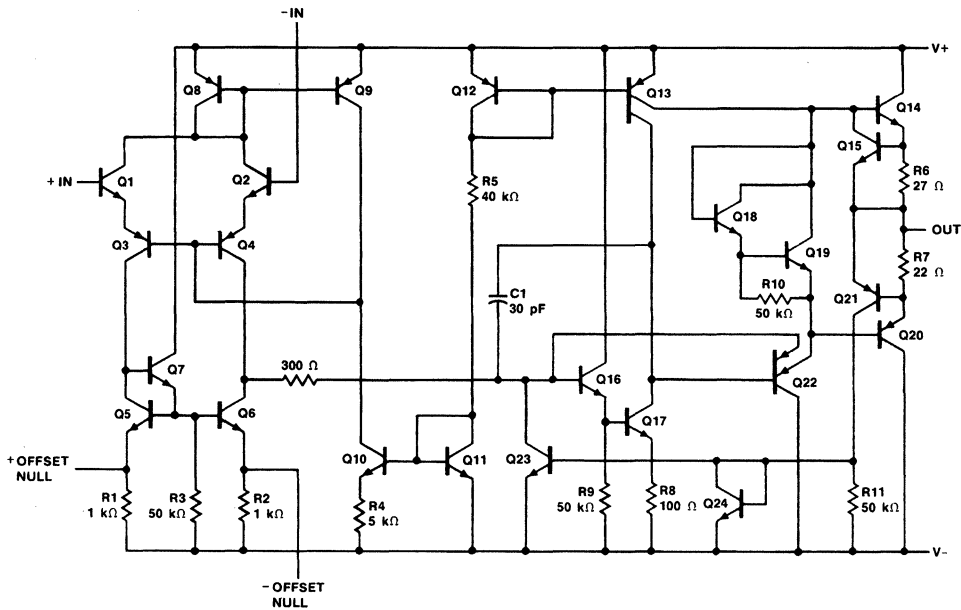 −IN
V+
Q8
Q9
Q12
Q13
Q14
Q15
+IN
Q1
Q2
R5
40 kΩ
R6
27 Ω
Q18
OUT
Q3
Q4
Q19
R7
22 Ω
R10
50 kΩ
C1
30 pF
Q21
Q20
300 Ω
Q7
Q16
Q22
Q5
Q6
Q17
+OFFSET
NULL
Q10
Q11
Q23
R1
1 kΩ
R3
50 kΩ
R2
1 kΩ
R4
5 kΩ
R9
50 kΩ
R8
100 Ω
Q24
R11
50 kΩ
V−
−OFFSET
NULL